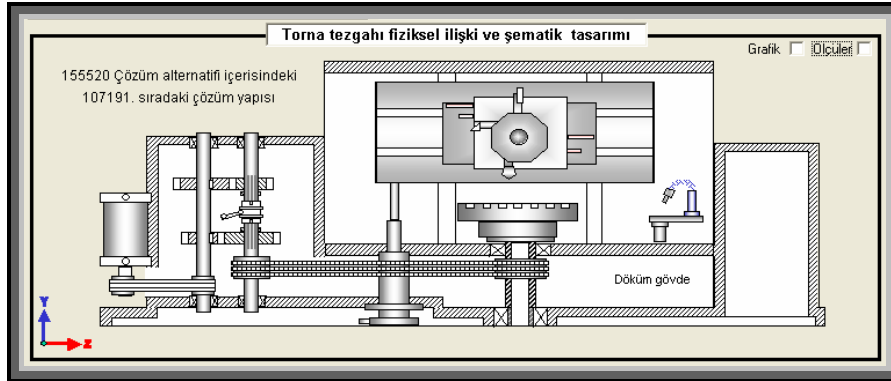 Torna tezgahı fiziksel ilişki ve şematik tasarımı
Grafik
Ölçüler
155520 Çözüm alternatifi içerisindeki
107191. sıradaki çözüm yapısı
Döküm gövde
Y
Z